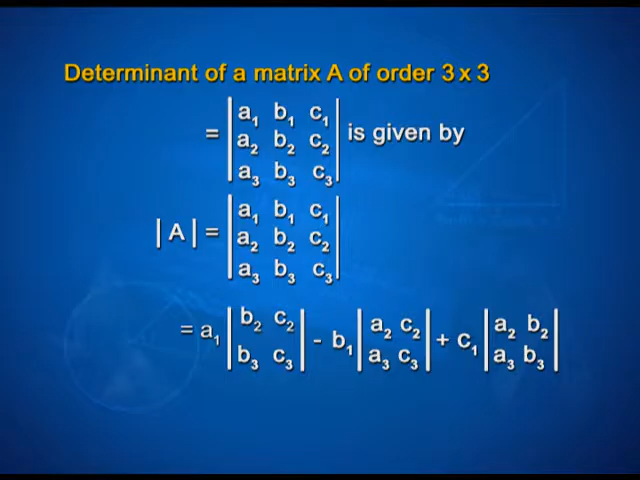 Determinant of a matrix A of order 3 x 3
= | a₁ b₁ c₁ | is given by
| a₂ b₂ c₂ |
| a₃ b₃ c₃ |
| A | = | a₁ b₁ c₁ |
| a₂ b₂ c₂ |
| a₃ b₃ c₃ |
= a₁ | b₂ c₂ | - b₁ | a₂ c₂ | + c₁ | a₂ b₂ |
| b₃ c₃ | | a₃ c₃ | | a₃ b₃ |